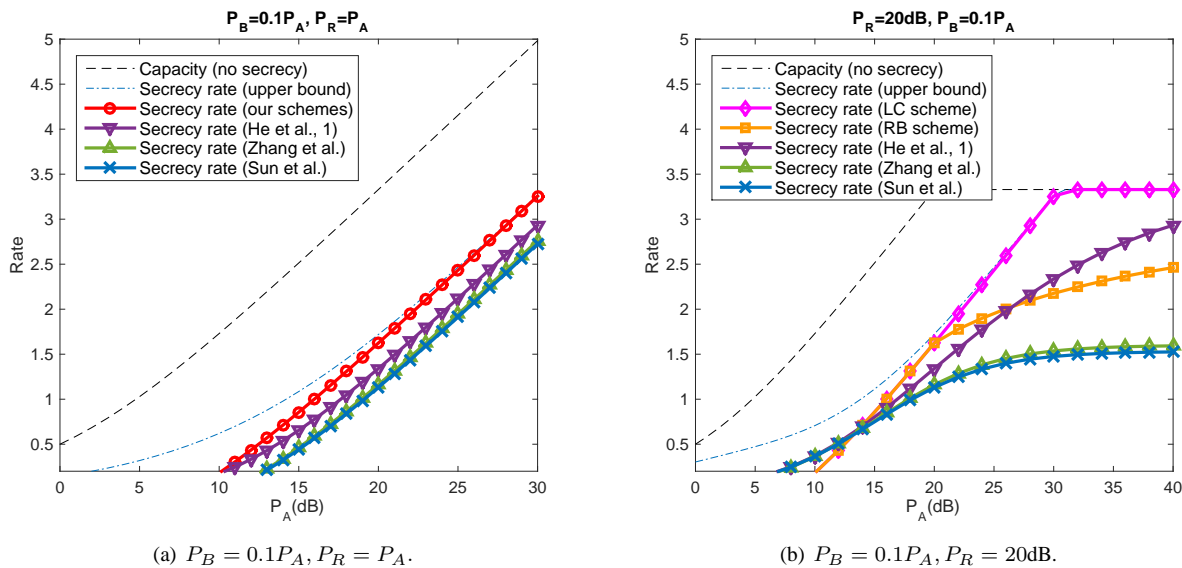 P_B=0.1P_A, P_R=P_A
5
4.5
4
3.5
3
2.5
2
1.5
1
0.5
Rate
Capacity (no secrecy)
Secrecy rate (upper bound)
Secrecy rate (our schemes)
Secrecy rate (He et al., 1)
Secrecy rate (Zhang et al.)
Secrecy rate (Sun et al.)
0 5 10 15 20 25 30
P_A(dB)
(a) P_B = 0.1P_A, P_R = P_A.
P_R=20dB, P_B=0.1P_A
5
4.5
4
3.5
3
2.5
2
1.5
1
0.5
Rate
Capacity (no secrecy)
Secrecy rate (upper bound)
Secrecy rate (LC scheme)
Secrecy rate (RB scheme)
Secrecy rate (He et al., 1)
Secrecy rate (Zhang et al.)
Secrecy rate (Sun et al.)
0 5 10 15 20 25 30 35 40
P_A(dB)
(b) P_B = 0.1P_A, P_R = 20dB.